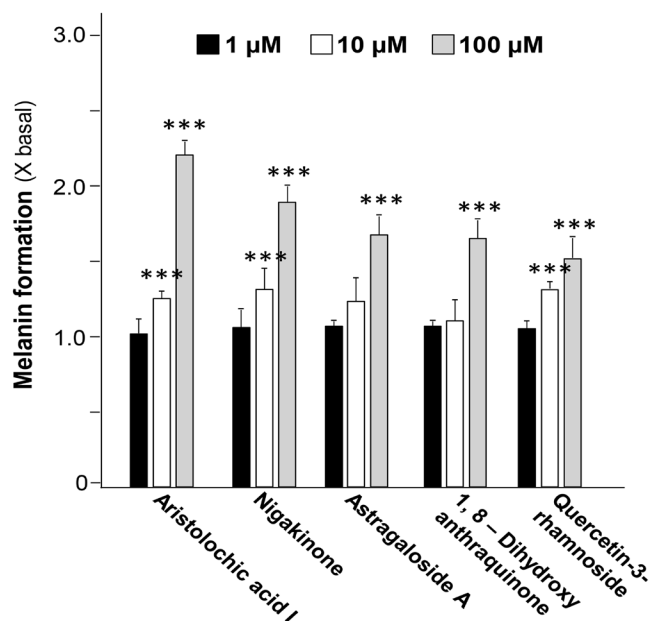 3.0
1 µM 10 µM 100 µM
2.0
1.0
0
Melanin formation (X basal)
***
***
***
***
***
***
***
***
Aristolochic acid I
Nigakinone
Astragaloside A
1, 8 – Dihydroxy
anthraquinone
Quercetin-3-
rhamnoside